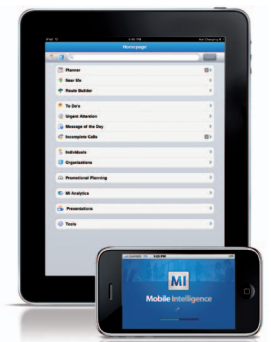 Homepage
Planner
Near Me
Route Builder
To Do's
Urgent Attention
Message of the Day
Incomplete Calls
Individuals
Organizations
Promotional Planning
MI Analytics
Presentations
Tools
MI
Mobile Intelligence